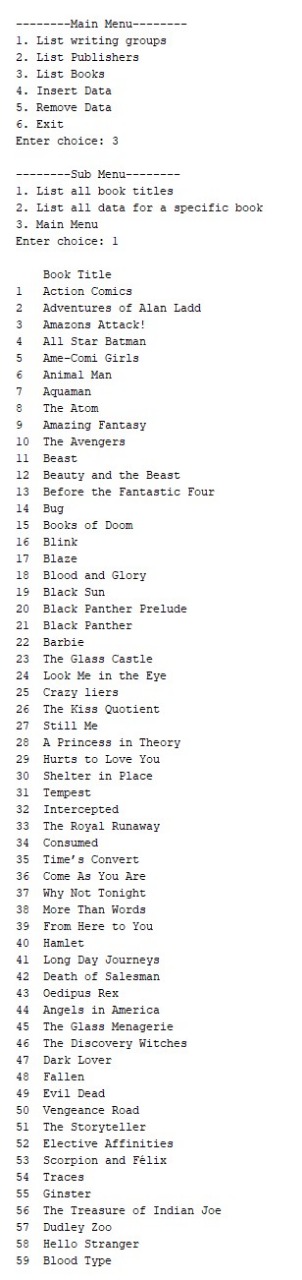 --------Main Menu--------
1. List writing groups
2. List Publishers
3. List Books
4. Insert Data
5. Remove Data
6. Exit
Enter choice: 3
--------Sub Menu--------
1. List all book titles
2. List all data for a specific book
3. Main Menu
Enter choice: 1
Book Title
1 Action Comics
2 Adventures of Alan Ladd
3 Amazons Attack!
4 All Star Batman
5 Ame-Comi Girls
6 Animal Man
7 Aquaman
8 The Atom
9 Amazing Fantasy
10 The Avengers
11 Beast
12 Beauty and the Beast
13 Before the Fantastic Four
14 Bug
15 Books of Doom
16 Blink
17 Blaze
18 Blood and Glory
19 Black Sun
20 Black Panther Prelude
21 Black Panther
22 Barbie
23 The Glass Castle
24 Look Me in the Eye
25 Crazy liers
26 The Kiss Quotient
27 Still Me
28 A Princess in Theory
29 Hurts to Love You
30 Shelter in Place
31 Tempest
32 Intercepted
33 The Royal Runaway
34 Consumed
35 Time's Convert
36 Come As You Are
37 Why Not Tonight
38 More Than Words
39 From Here to You
40 Hamlet
41 Long Day Journeys
42 Death of Salesman
43 Oedipus Rex
44 Angels in America
45 The Glass Menagerie
46 The Discovery Witches
47 Dark Lover
48 Fallen
49 Evil Dead
50 Vengeance Road
51 The Storyteller
52 Elective Affinities
53 Scorpion and Félix
54 Traces
55 Ginster
56 The Treasure of Indian Joe
57 Dudley Zoo
58 Hello Stranger
59 Blood Type